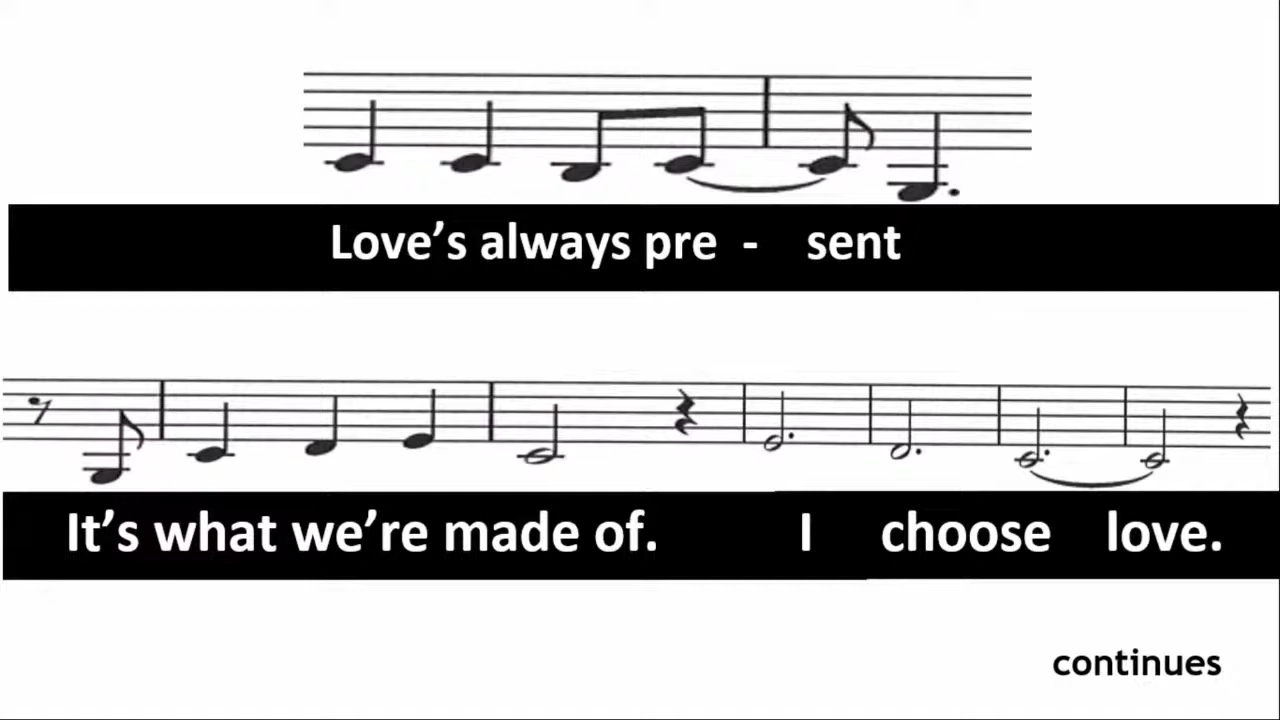 Love’s always pre - sent
It’s what we’re made of. I choose love.
continues